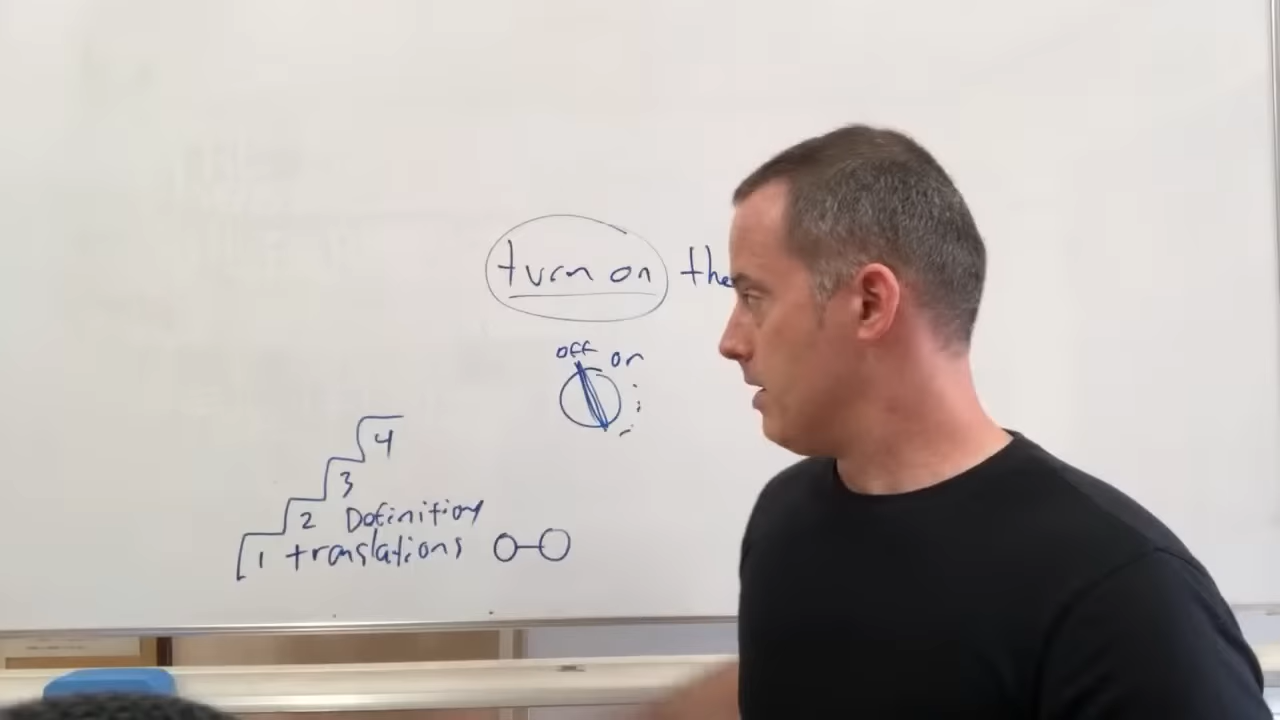 turn on the
off on
4
3
2 Definition
1 translations